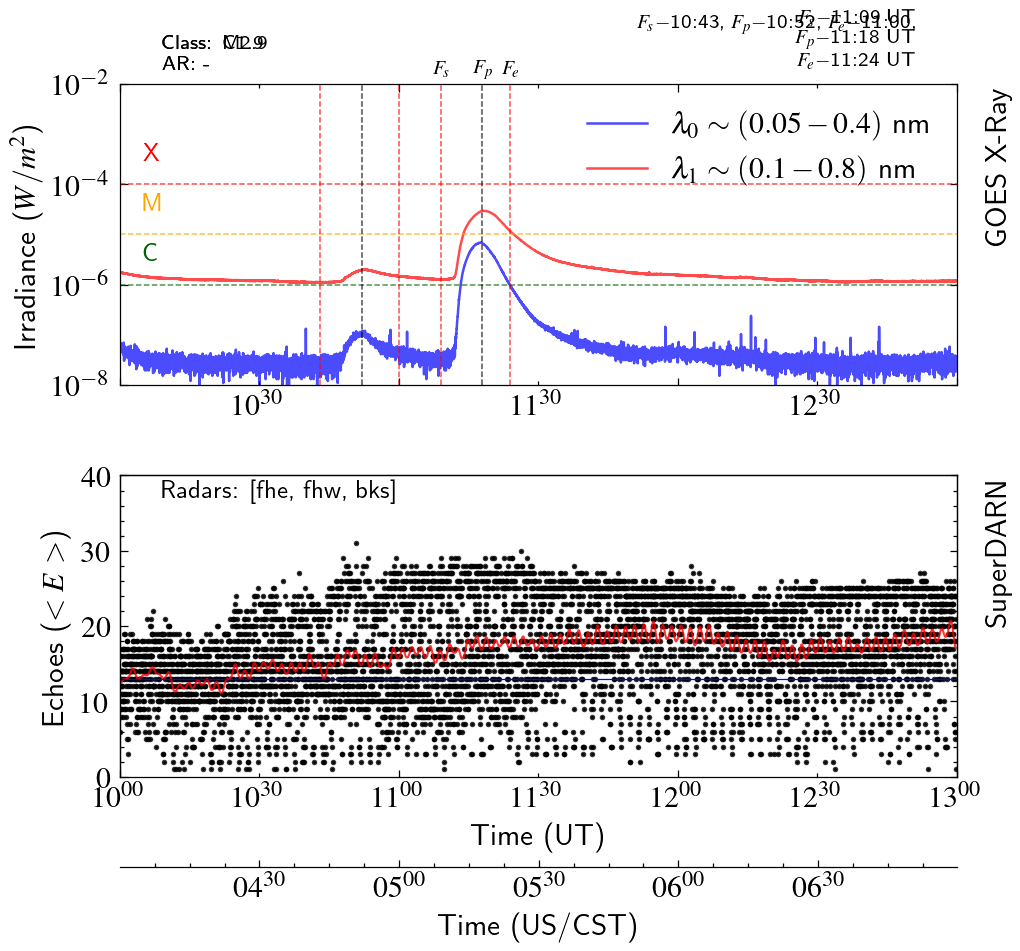 F_s−11:09 UT
F_s−10:43, F_p−10:52, F_e−11:00
F_p−11:18 UT
Class:
AR: -
F_e−11:24 UT
F_s F_p F_e
10^−2
λ_0 ∼ (0.05 − 0.4) nm
X
λ_1 ∼ (0.1 − 0.8) nm
10^−4
M
C
10^−6
10^−8
Irradiance (W/m^2)
GOES X-Ray
10^30 11^30 12^30
40
Radars: [fhe, fhw, bks]
30
20
10
0
Echoes (< E >)
SuperDARN
10^00 10^30 11^00 11^30 12^00 12^30 13^00
Time (UT)
04^30 05^00 05^30 06^00 06^30
Time (US/CST)